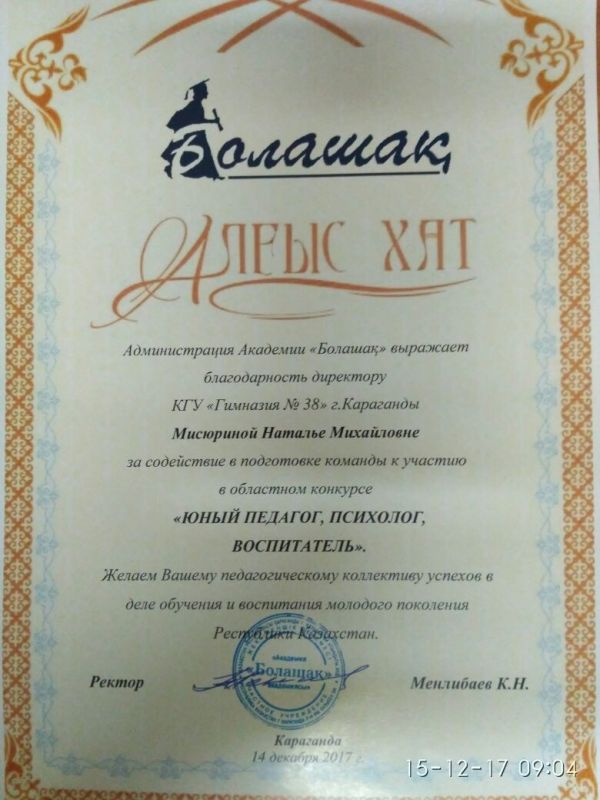 Болашақ
АЛҒЫС ХАТ
Администрация Академии «Болашақ» выражает
благодарность директору
КГУ «Гимназия № 38» г.Караганды
Мисюриной Наталье Михайловне
за содействие в подготовке команды к участию
в областном конкурсе
«ЮНЫЙ ПЕДАГОГ, ПСИХОЛОГ,
ВОСПИТАТЕЛЬ».
Желаем Вашему педагогическому коллективу успехов в
деле обучения и воспитания молодого поколения
Республики Казахстан.
«Болашақ»
Ректор Менлибаев К.Н.
Караганда
14 декабря 2017 г.
15-12-17 09:04